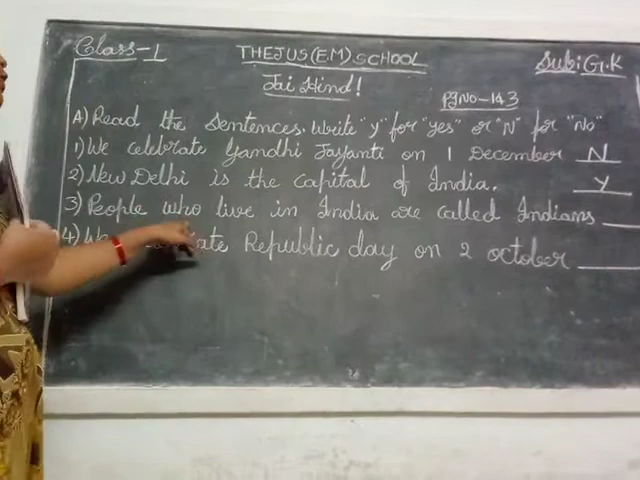 Class-1 THEJUS (E.M) SCHOOL Sub: G.K
Jai Hind!
Pg No-143
A) Read the sentences. Write "y" for "yes" or "N" for "No"
1) We celebrate Gandhi Jayanti on 1 December N
2) New Delhi is the capital of India. Y
3) People who live in India are called Indians
4) Republic day on 2 october